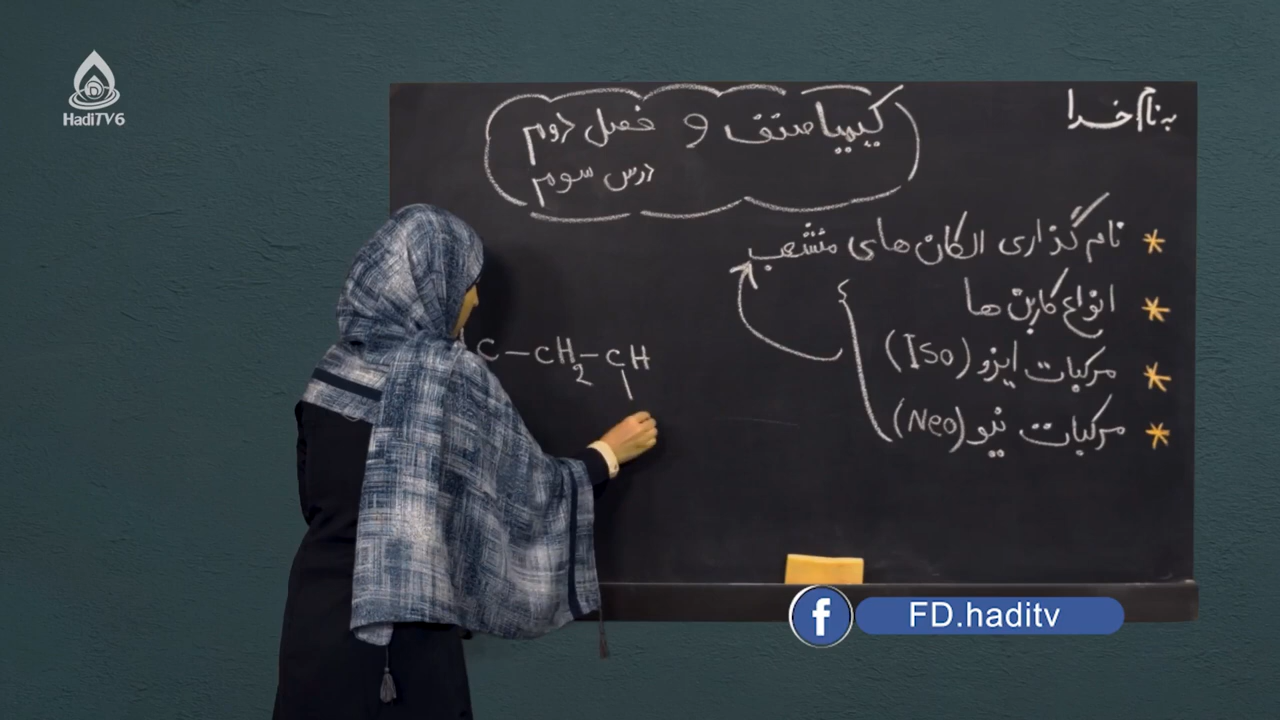 HadiTV6
به نام خدا
کیمیا صنف ۹ فصل دوم
درس سوم
* نام گذاری الکان های منشعب
* انواع کاربن ها
* مرکبات ایزو (Iso)
* مرکبات نیو (Neo)
C-CH2-CH
FD.haditv